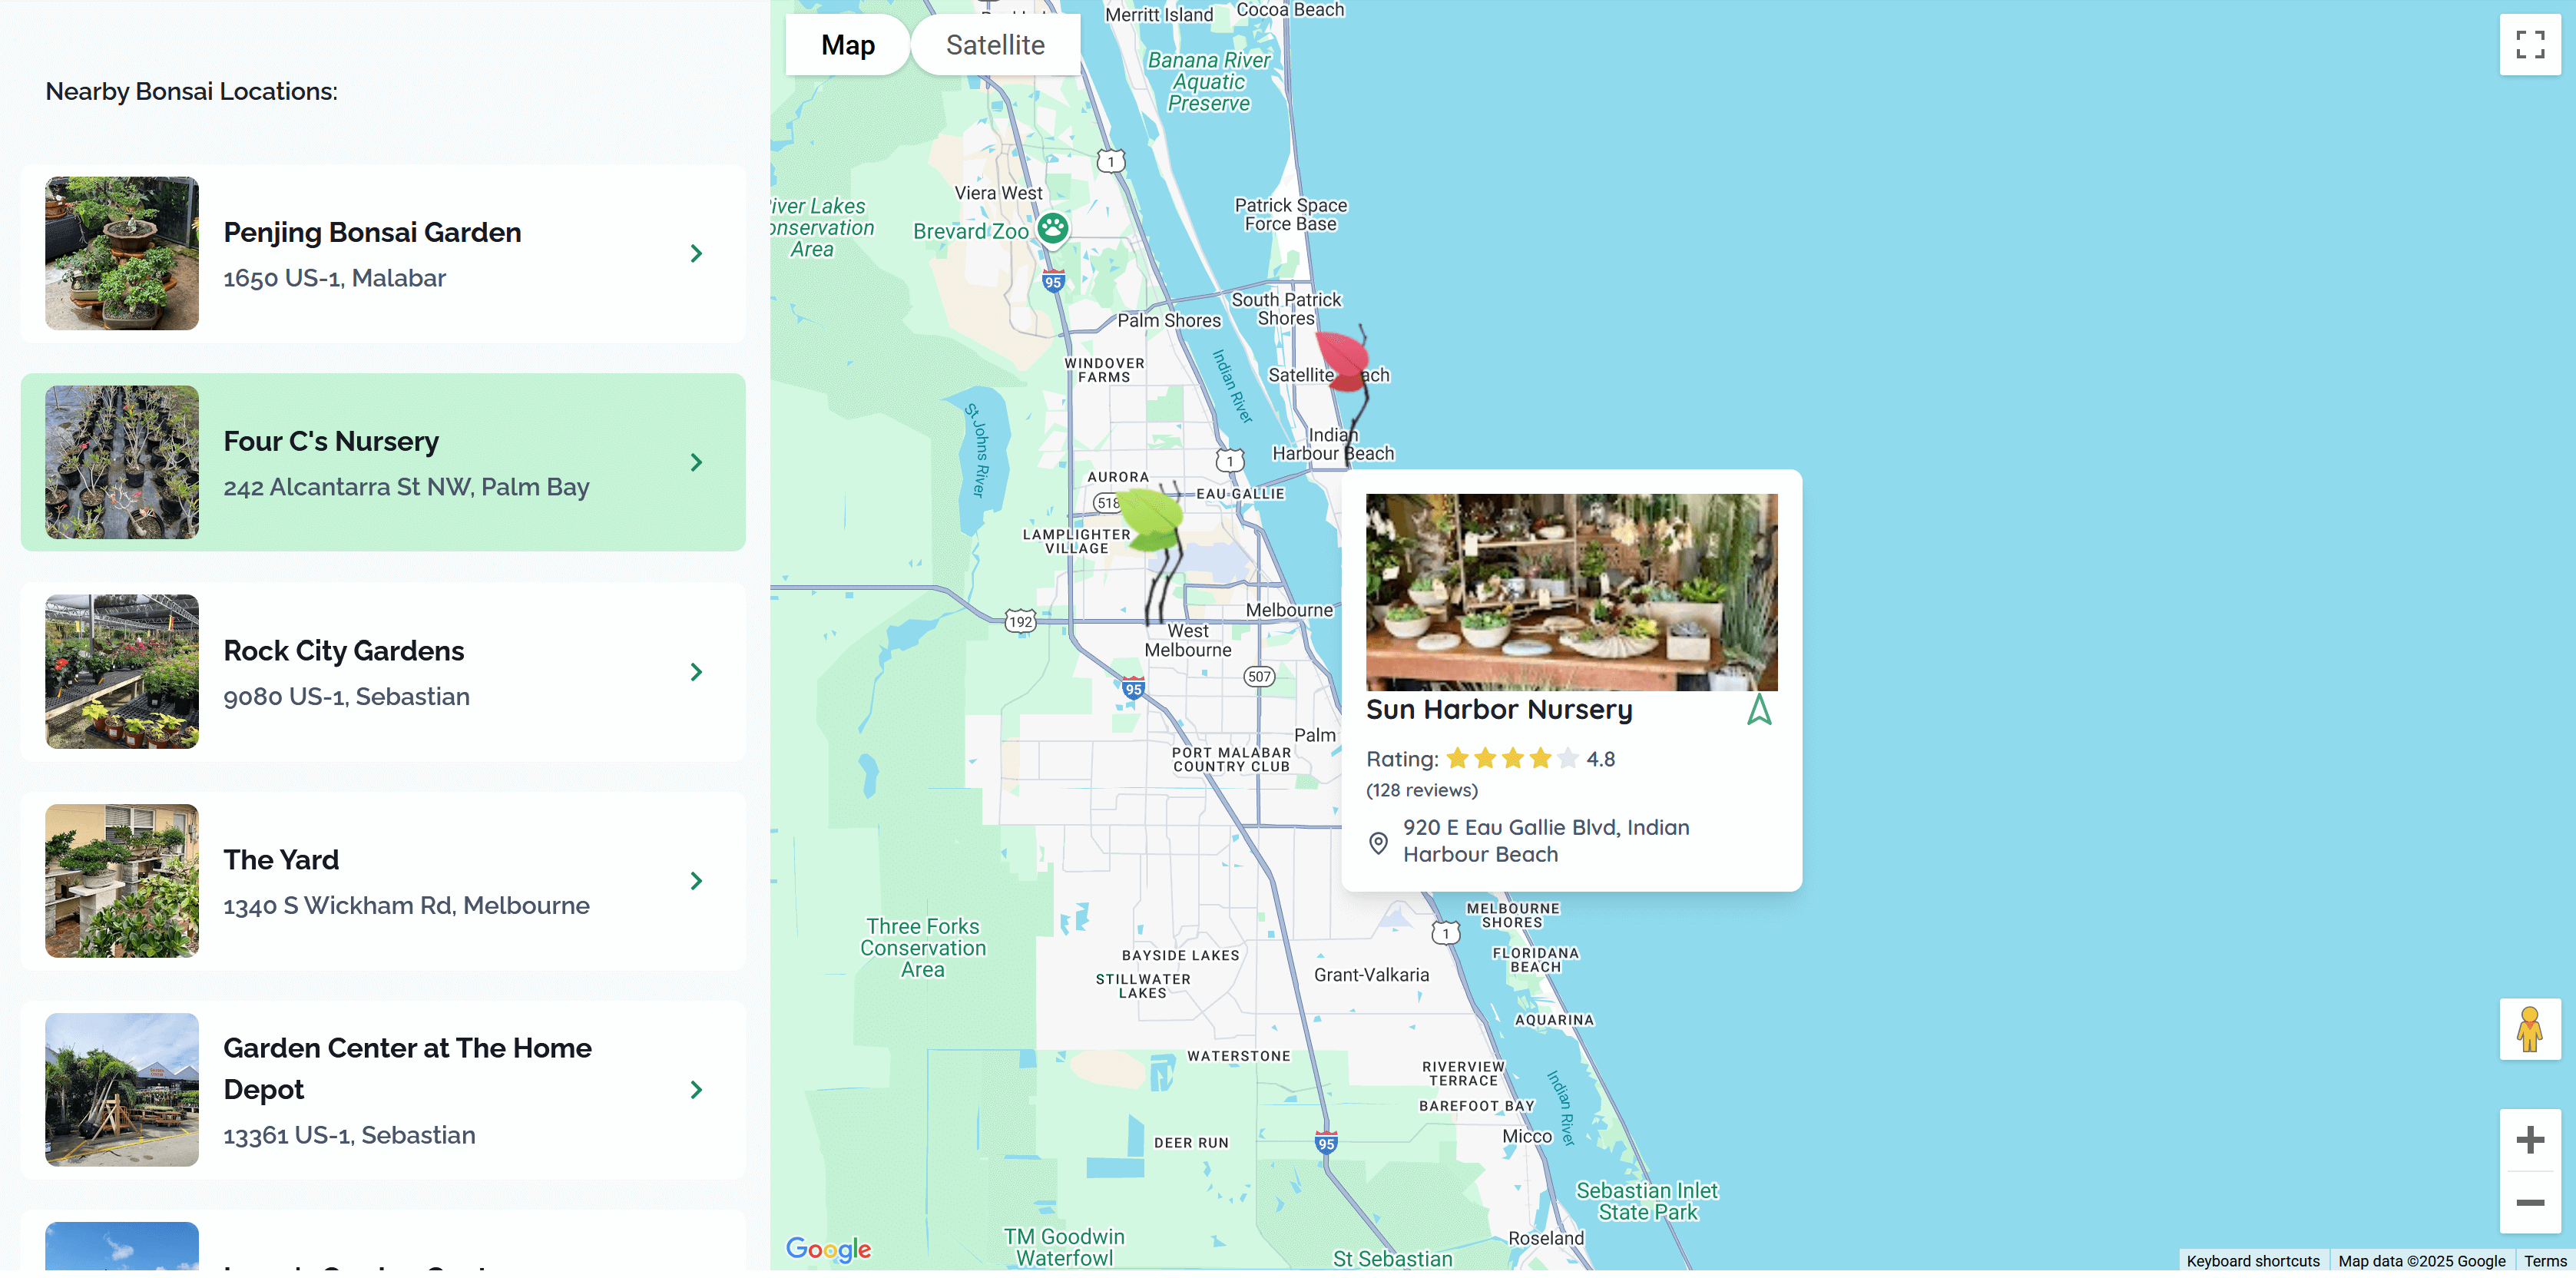 Nearby Bonsai Locations:
Penjing Bonsai Garden
1650 US-1, Malabar
Four C's Nursery
242 Alcantarra St NW, Palm Bay
Rock City Gardens
9080 US-1, Sebastian
The Yard
1340 S Wickham Rd, Melbourne
Garden Center at The Home
Depot
13361 US-1, Sebastian
Map
Satellite
Merritt Island
Cocoa Beach
Banana River
Aquatic
Preserve
1
Viera West
Brevard Zoo
iver Lakes
onservation
Area
Patrick Space
Force Base
95
South Patrick
Shores
Palm Shores
WINDOVER
FARMS
Indian River
Satellite
ach
St Johns River
Indian
Harbour Beach
1
AURORA
518
EAU GALLIE
LAMPLIGHTER
VILLAGE
Melbourne
192
West
Melbourne
507
95
Palm
PORT MALABAR
COUNTRY CLUB
Sun Harbor Nursery
Rating: 4.8
(128 reviews)
920 E Eau Gallie Blvd, Indian
Harbour Beach
MELBOURNE
SHORES
1
Three Forks
Conservation
Area
BAYSIDE LAKES
STILLWATER
LAKES
FLORIDANA
BEACH
Grant-Valkaria
AQUARINA
WATERSTONE
RIVERVIEW
TERRACE
Indian River
BAREFOOT BAY
DEER RUN
95
Micco
Sebastian Inlet
State Park
TM Goodwin
Waterfowl
Roseland
St Sebastian
Google
Keyboard shortcuts
Map data ©2025 Google
Terms